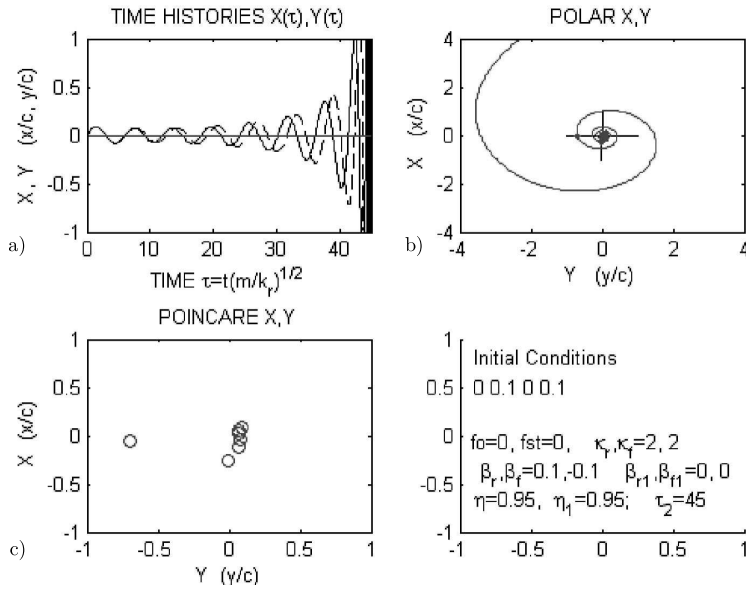 TIME HISTORIES X(τ),Y(τ)
X, Y (x/c, y/c)
1
0.5
0
-0.5
-1
0 10 20 30 40
TIME τ=t(m/k_r)^1/2
a)
POLAR X,Y
X (x/c)
4
2
0
-2
-4
-4 -2 0 2 4
Y (y/c)
b)
POINCARE X,Y
X (x/c)
1
0.5
0
-0.5
-1
-1 -0.5 0 0.5 1
Y (y/c)
c)
1
0.5
0
-0.5
-1
-1 -0.5 0 0.5 1
Initial Conditions
0 0.1 0 0.1
fo=0, fst=0, κ_r,κ_f=2, 2
β_r,β_f=0.1,-0.1 β_r1,β_f1=0, 0
η=0.95, η_1=0.95; τ_2=45